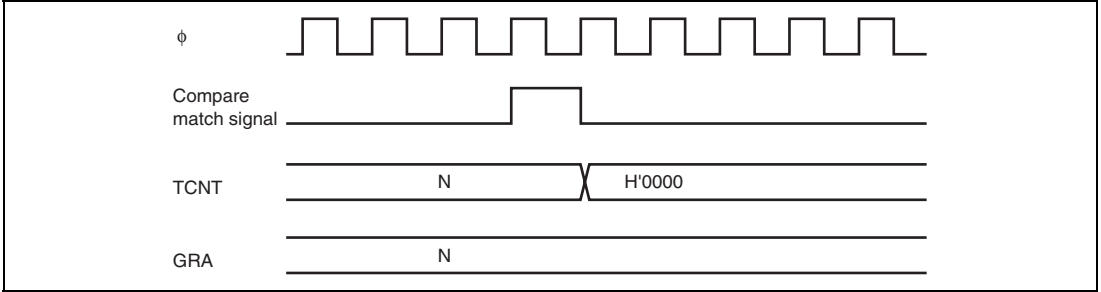 ϕ
Compare
match signal
TCNT N H'0000
GRA N